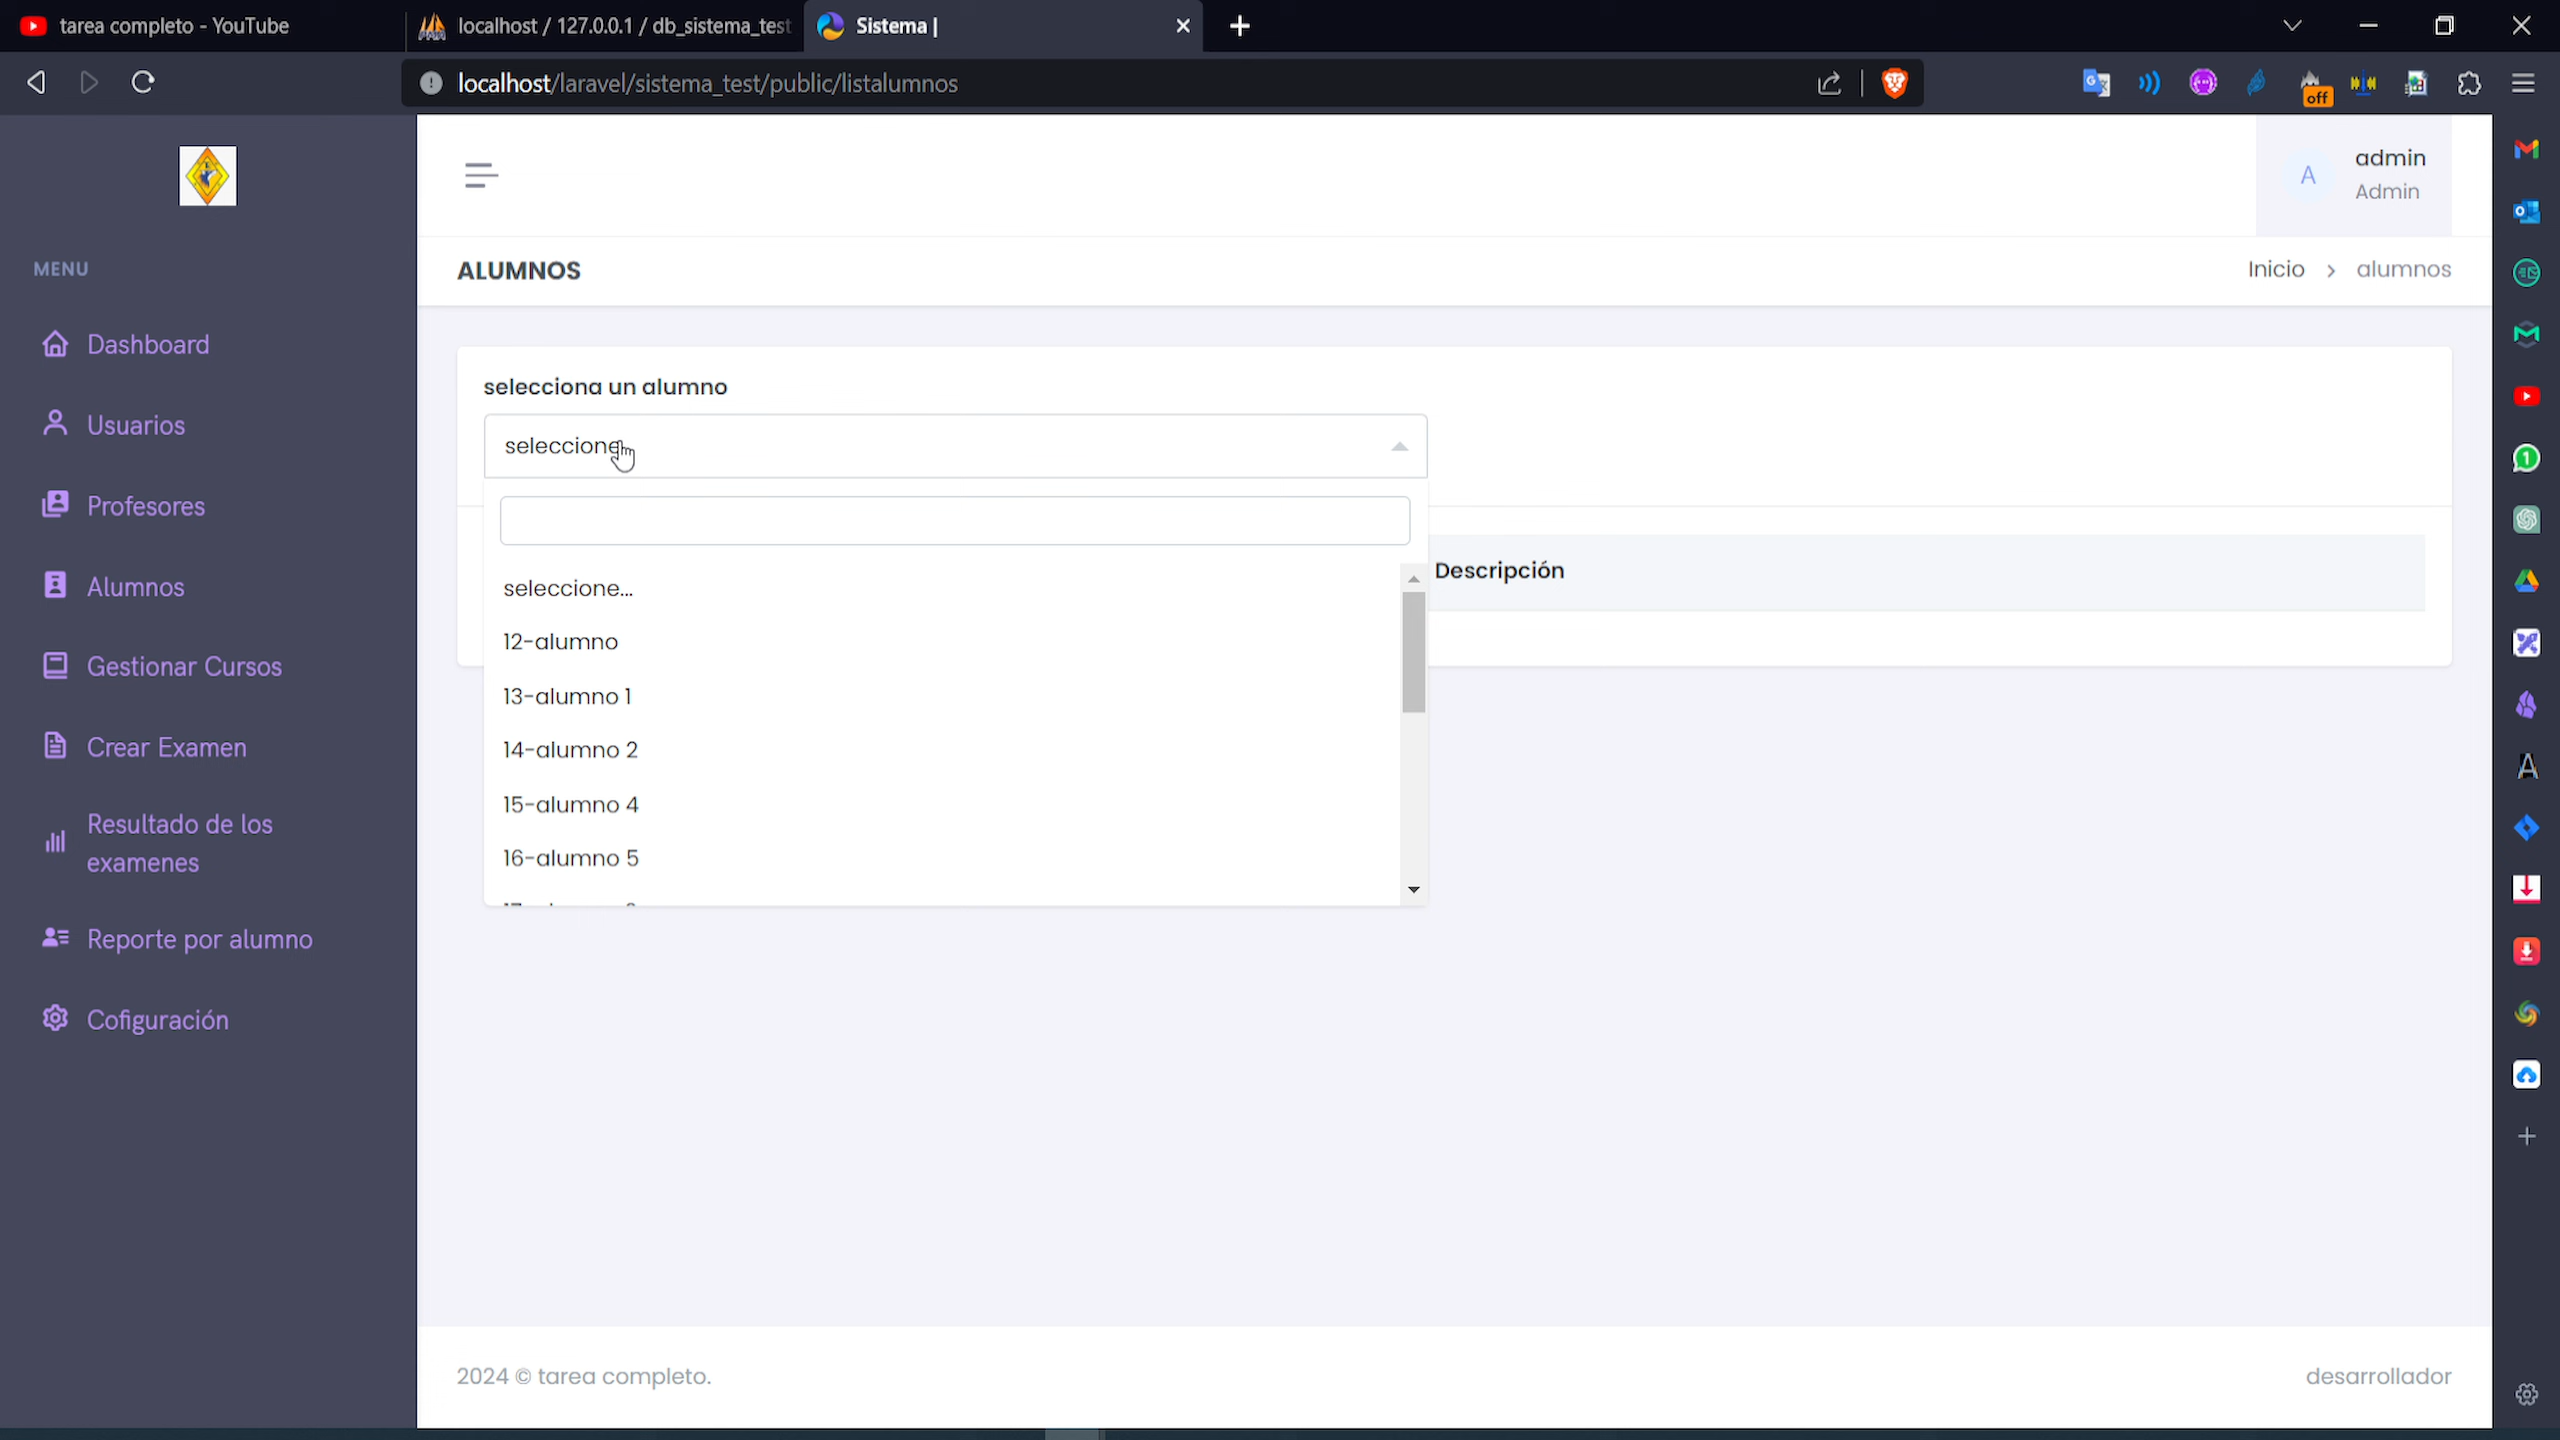 tarea completo - YouTube
localhost / 127.0.0.1 / db_sistema_test
Sistema |
localhost/laravel/sistema_test/public/listalumnos
off
admin
A
Admin
MENU
ALUMNOS
Inicio > alumnos
Dashboard
Usuarios
Profesores
Alumnos
Gestionar Cursos
Crear Examen
Resultado de los
examenes
Reporte por alumno
Cofiguración
selecciona un alumno
seleccione
seleccione...
12-alumno
13-alumno 1
14-alumno 2
15-alumno 4
16-alumno 5
Descripción
1
2024 © tarea completo.
desarrollador